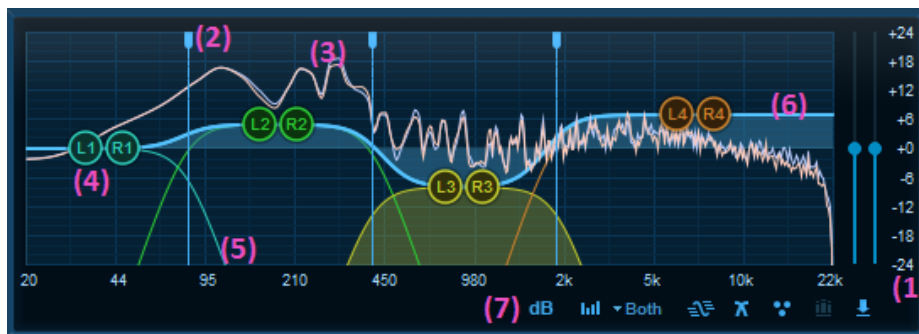 (2) (3) +24
+18
+12
L4 R4 (6) +6
L2 R2
L1 R1 +0
(4)
L3 R3 -6
-12
(5) -18
-24
20 44 95 210 450 980 2k 5k 10k 22k
(7) dB Both (1